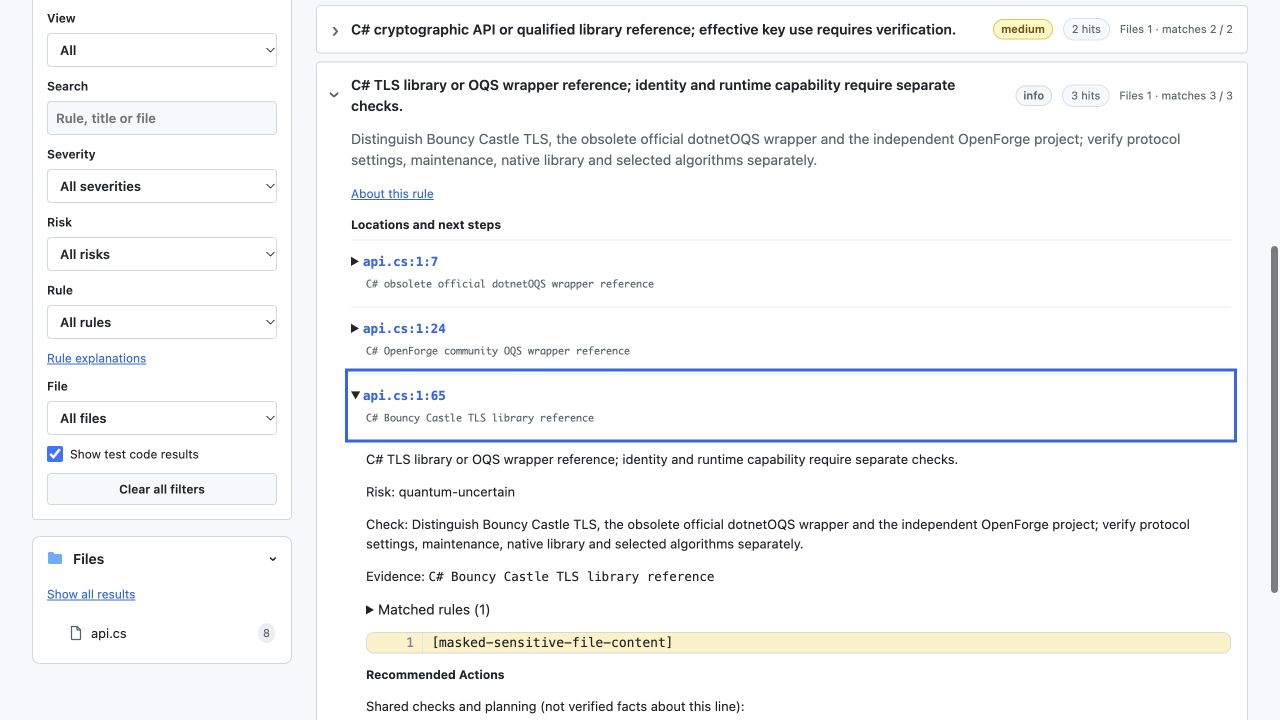 View
All
Search
Rule, title or file
Severity
All severities
Risk
All risks
Rule
All rules
Rule explanations
File
All files
Show test code results
Clear all filters
Files
Show all results
api.cs 8
C# cryptographic API or qualified library reference; effective key use requires verification. medium 2 hits Files 1 · matches 2 / 2
C# TLS library or OQS wrapper reference; identity and runtime capability require separate
checks.
info 3 hits Files 1 · matches 3 / 3
Distinguish Bouncy Castle TLS, the obsolete official dotnetOQS wrapper and the independent OpenForge project; verify protocol
settings, maintenance, native library and selected algorithms separately.
About this rule
Locations and next steps
api.cs:1:7
C# obsolete official dotnetOQS wrapper reference
api.cs:1:24
C# OpenForge community OQS wrapper reference
api.cs:1:65
C# Bouncy Castle TLS library reference
C# TLS library or OQS wrapper reference; identity and runtime capability require separate checks.
Risk: quantum-uncertain
Check: Distinguish Bouncy Castle TLS, the obsolete official dotnetOQS wrapper and the independent OpenForge project; verify protocol
settings, maintenance, native library and selected algorithms separately.
Evidence: C# Bouncy Castle TLS library reference
Matched rules (1)
1 [masked-sensitive-file-content]
Recommended Actions
Shared checks and planning (not verified facts about this line):